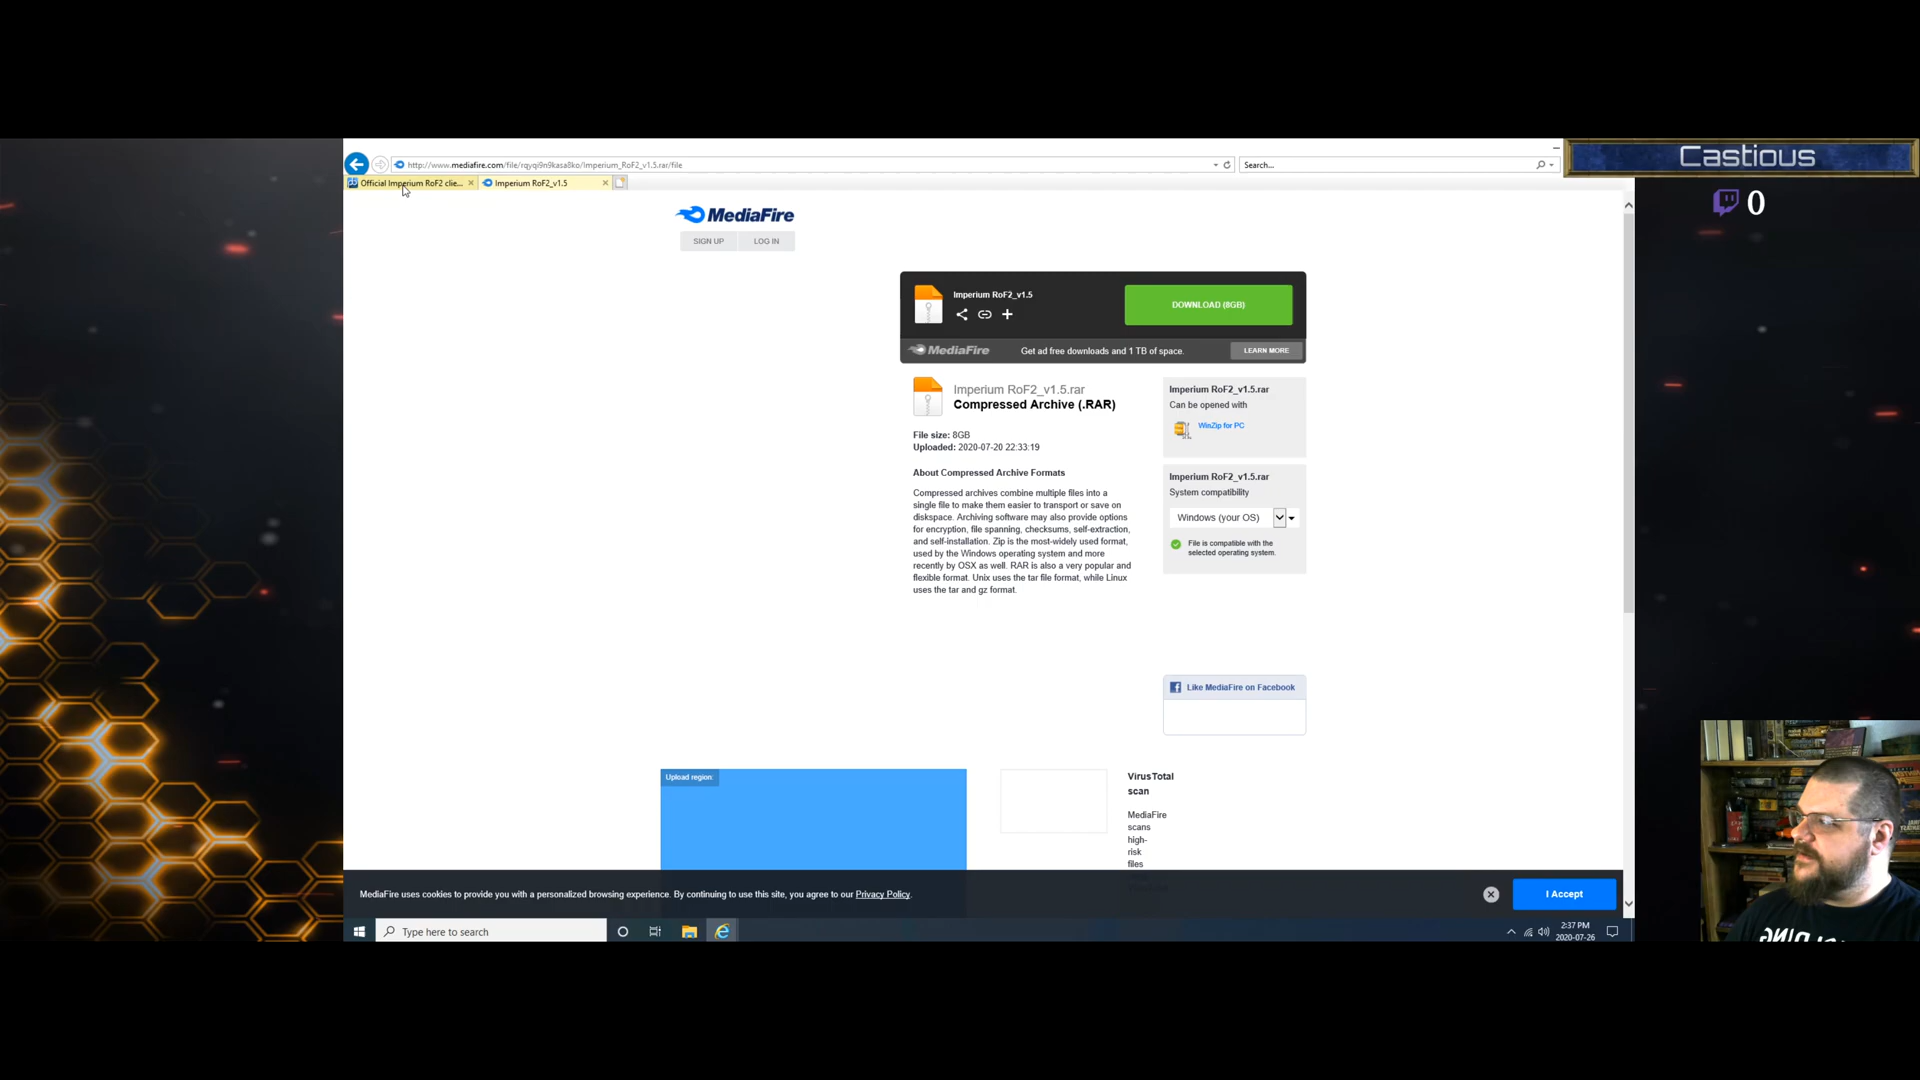 Castious
0
http://www.mediafire.com/file/rqyqi9n9kasa8ko/Imperium_RoF2_v1.5.rar/file
Search...
Official Imperium RoF2 clie...
Imperium RoF2_v1.5
MediaFire
SIGN UP
LOG IN
Imperium RoF2_v1.5
DOWNLOAD (8GB)
MediaFire
Get ad free downloads and 1 TB of space.
LEARN MORE
Imperium RoF2_v1.5.rar
Compressed Archive (.RAR)
File size: 8GB
Uploaded: 2020-07-20 22:33:19
About Compressed Archive Formats
Compressed archives combine multiple files into a
single file to make them easier to transport or save on
diskspace. Archiving software may also provide options
for encryption, file spanning, checksums, self-extraction,
and self-installation. Zip is the most-widely used format,
used by the Windows operating system and more
recently by OSX as well. RAR is also a very popular and
flexible format. Unix uses the tar file format, while Linux
uses the tar and gz format.
Imperium RoF2_v1.5.rar
Can be opened with
WinZip for PC
Imperium RoF2_v1.5.rar
System compatibility
Windows (your OS)
File is compatible with the
selected operating system.
Like MediaFire on Facebook
Upload region:
VirusTotal
scan
MediaFire
scans
high-
risk
files
MediaFire uses cookies to provide you with a personalized browsing experience. By continuing to use this site, you agree to our Privacy Policy.
I Accept
Type here to search
2:37 PM
2020-07-26